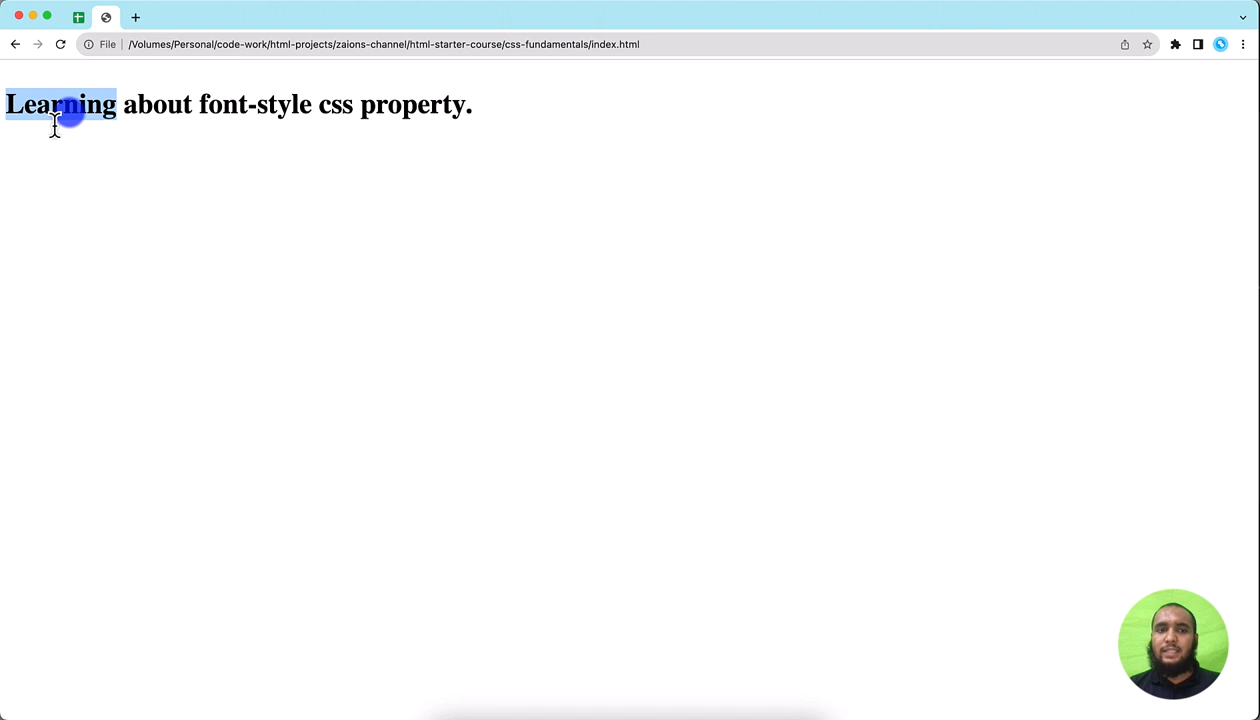 File
/Volumes/Personal/code-work/html-projects/zaions-channel/html-starter-course/css-fundamentals/index.html
Learning about font-style css property.